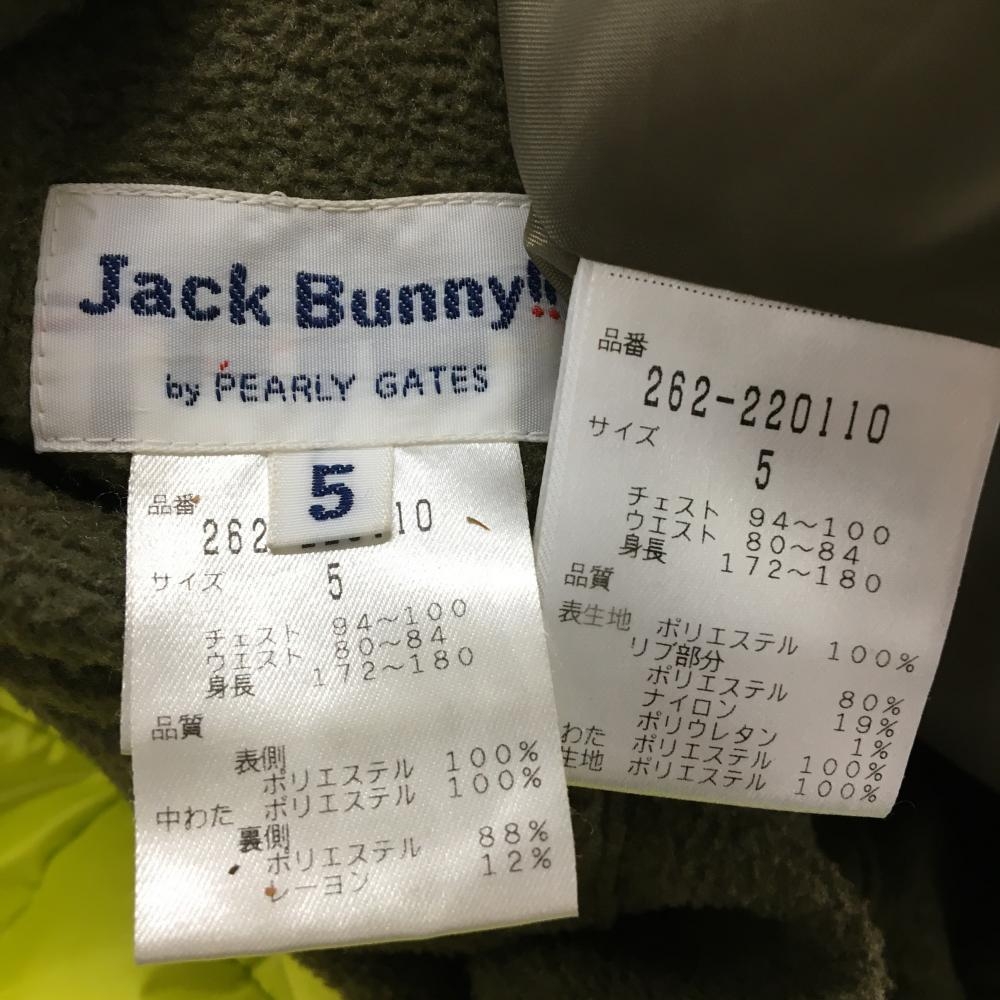 Jack Bunny!!
by PEARLY GATES
5
品番
262-220110
サイズ
5
チェスト 94〜100
ウエスト 80〜84
身長 172〜180
品質
表生地 ポリエステル 100%
リブ部分
ポリエステル 80%
ナイロン 19%
ポリウレタン 1%
わた ポリエステル 100%
生地 ポリエステル 100%
品番
262 10
サイズ
5
チェスト 94〜100
ウエスト 80〜84
身長 172〜180
品質
表側
ポリエステル 100%
中わた ポリエステル 100%
裏側
ポリエステル 88%
レーヨン 12%